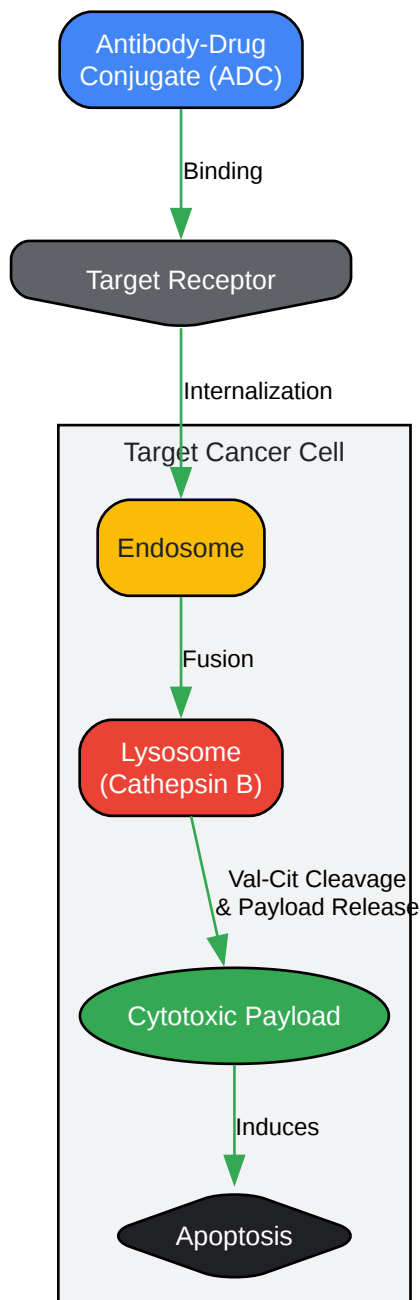 Antibody-Drug
Conjugate (ADC)
Binding
Target Receptor
Internalization
Target Cancer Cell
Endosome
Fusion
Lysosome
(Cathepsin B)
Val-Cit Cleavage
& Payload Release
Cytotoxic Payload
Induces
Apoptosis